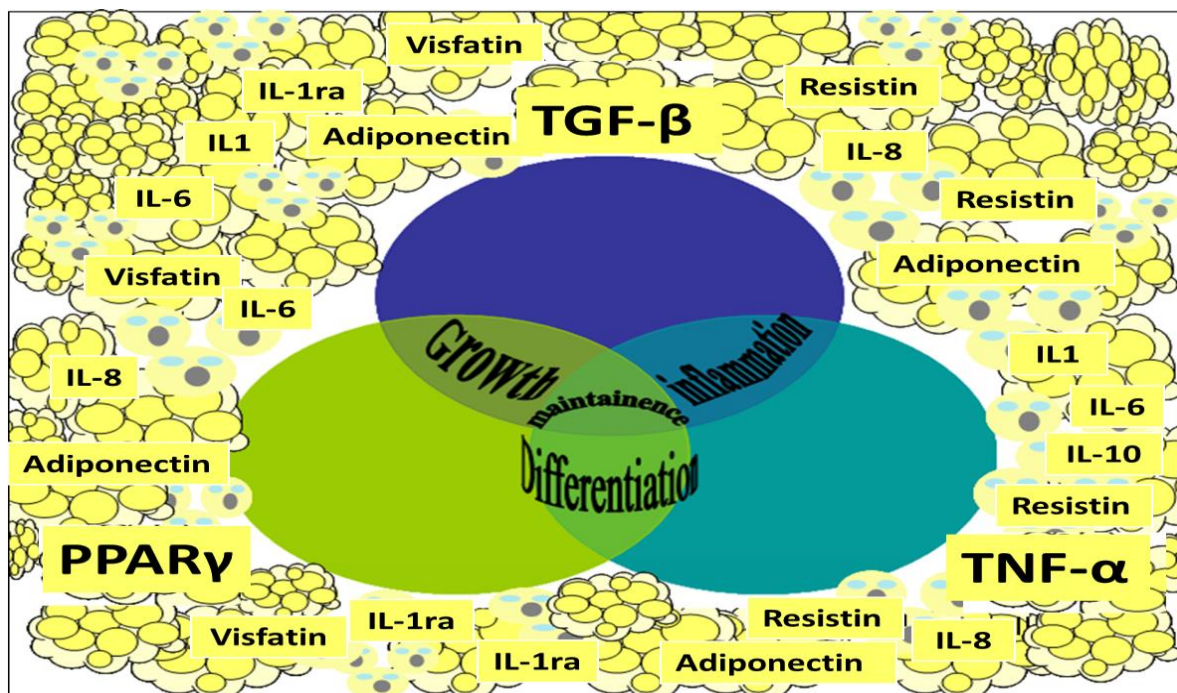 Visfatin
IL-1ra
Resistin
TGF-β
IL1
Adiponectin
IL-8
IL-6
Resistin
Visfatin
Adiponectin
IL-6
Growth
inflammation
IL1
IL-8
maintainence
IL-6
Adiponectin
Differentiation
IL-10
Resistin
PPARγ
TNF-α
IL-1ra
Resistin
Visfatin
IL-8
IL-1ra
Adiponectin